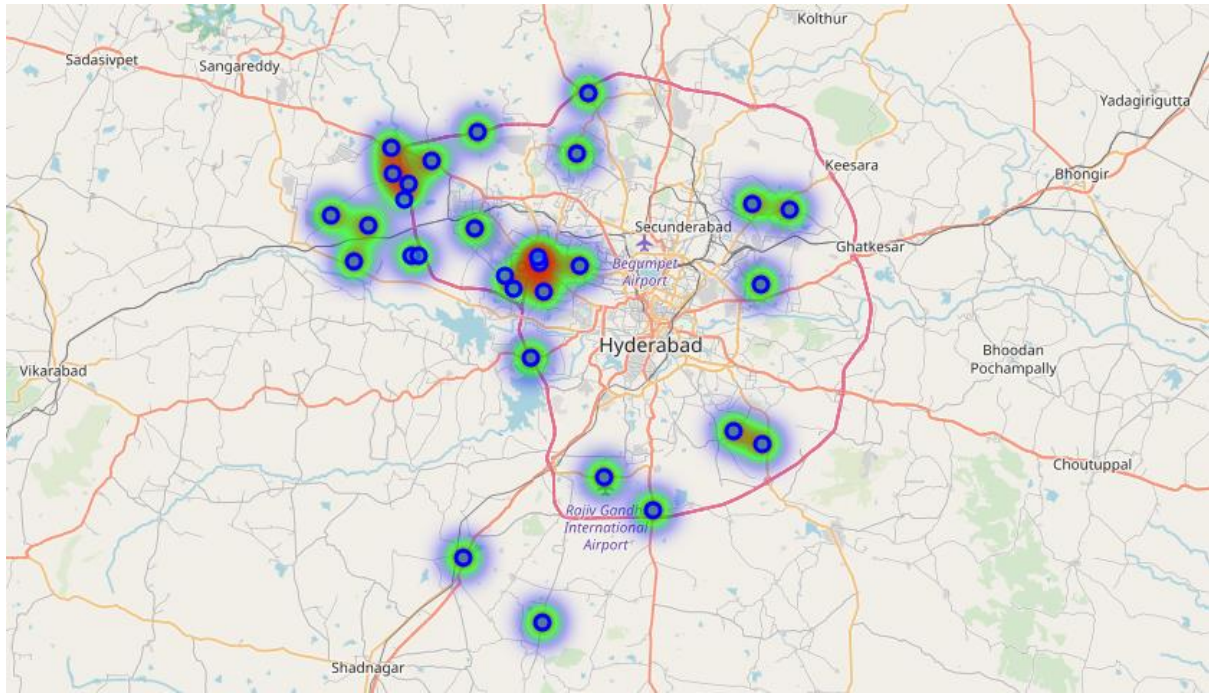 Kolthur
Sadasivpet
Sangareddy
Yadagirigutta
Keesara
Bhongir
Secunderabad
Ghatkesar
Begumpet
Airport
Hyderabad
Bhoodan
Pochampally
Vikarabad
Choutuppal
Rajiv Gandh
International
Airport
Shadnagar